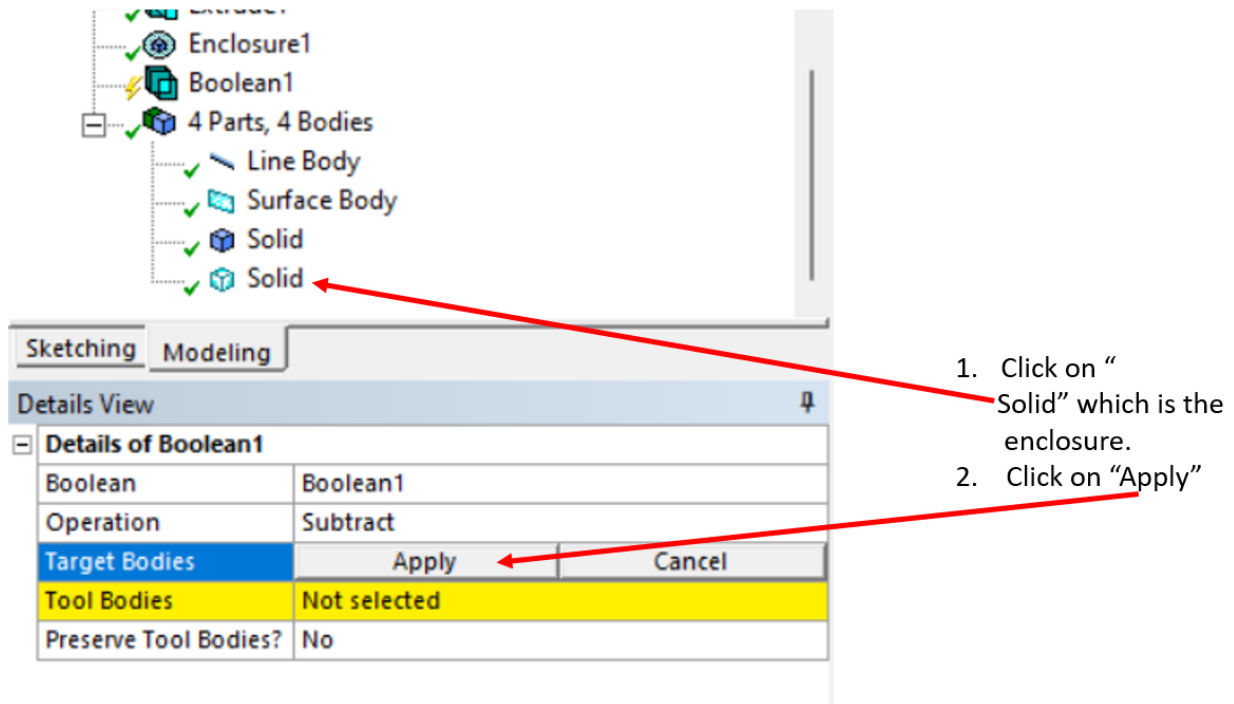 Extrude1
Enclosure1
Boolean1
4 Parts, 4 Bodies
Line Body
Surface Body
Solid
Solid
Sketching Modeling
Details View
Details of Boolean1
Boolean Boolean1
Operation Subtract
Target Bodies Apply Cancel
Tool Bodies Not selected
Preserve Tool Bodies? No
1. Click on “
Solid” which is the
enclosure.
2. Click on “Apply”